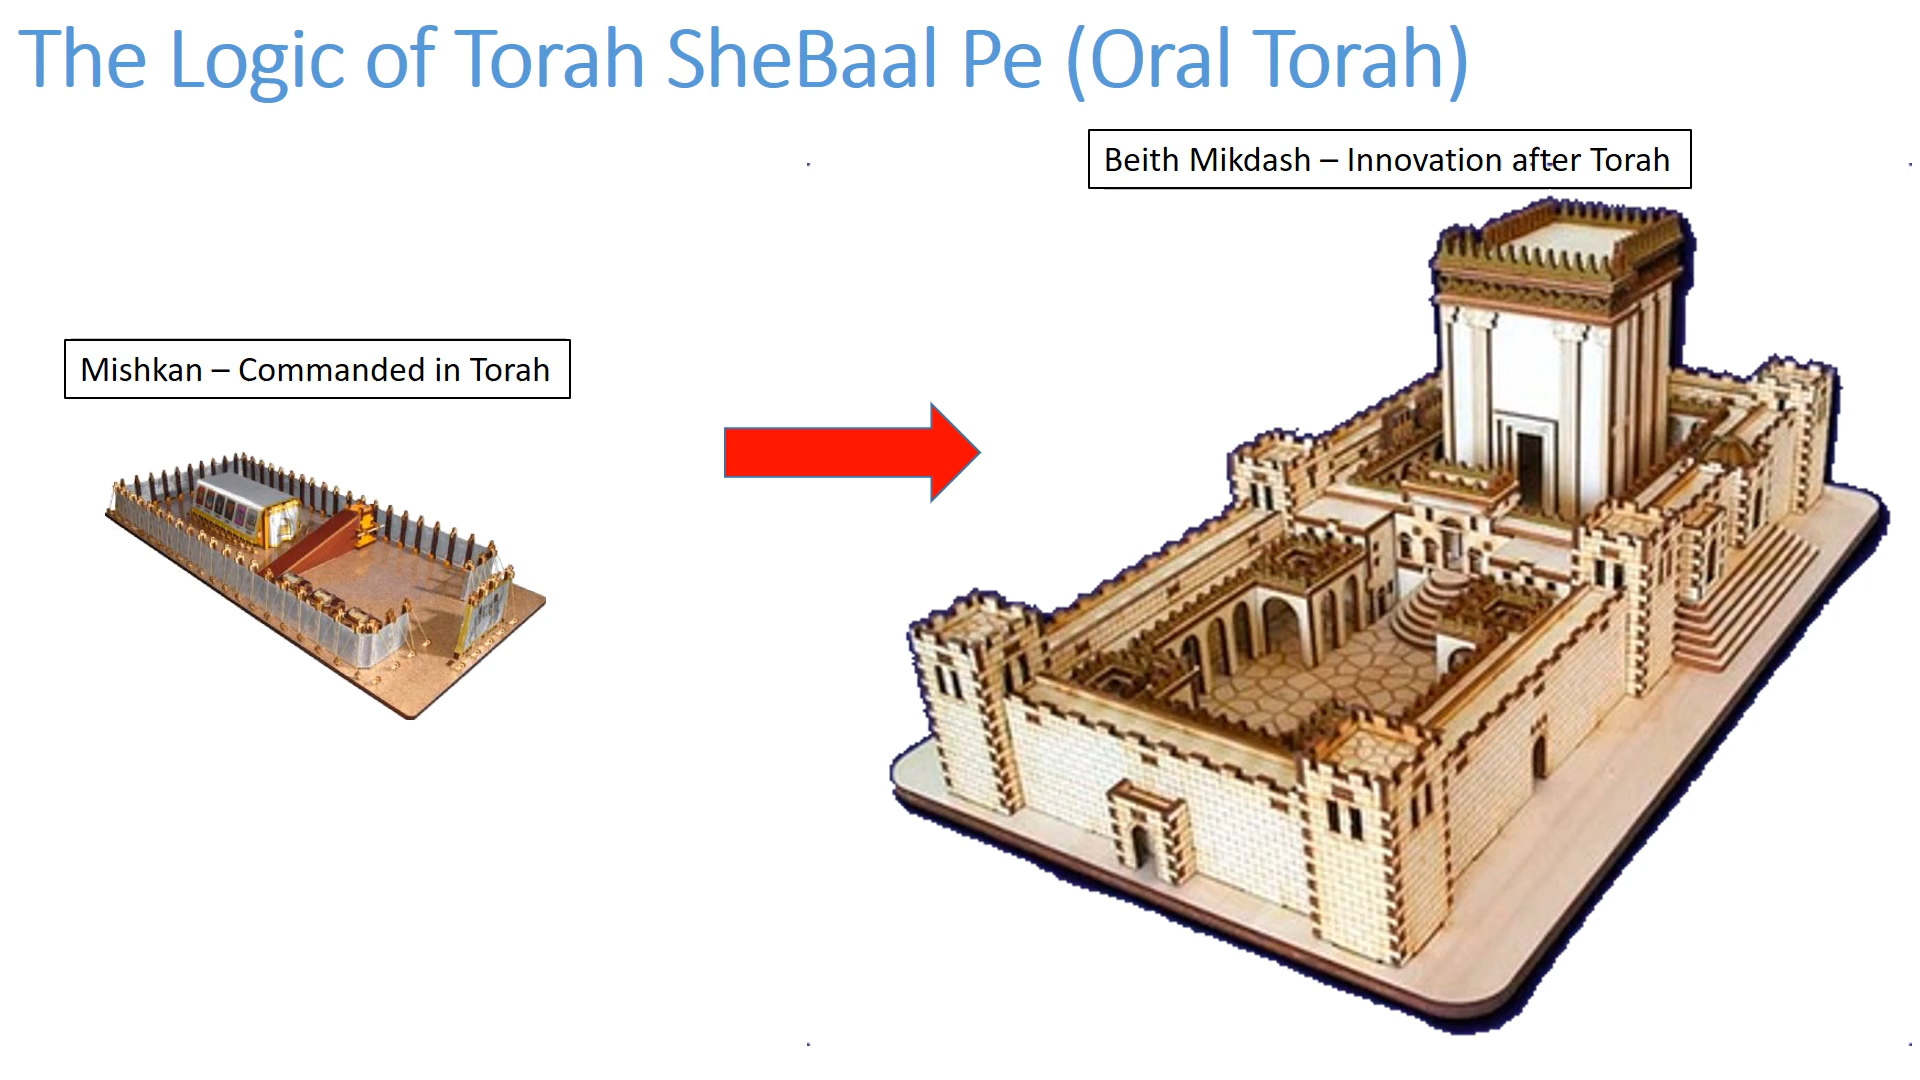 The Logic of Torah SheBaal Pe (Oral Torah)
Beith Mikdash – Innovation after Torah
Mishkan – Commanded in Torah